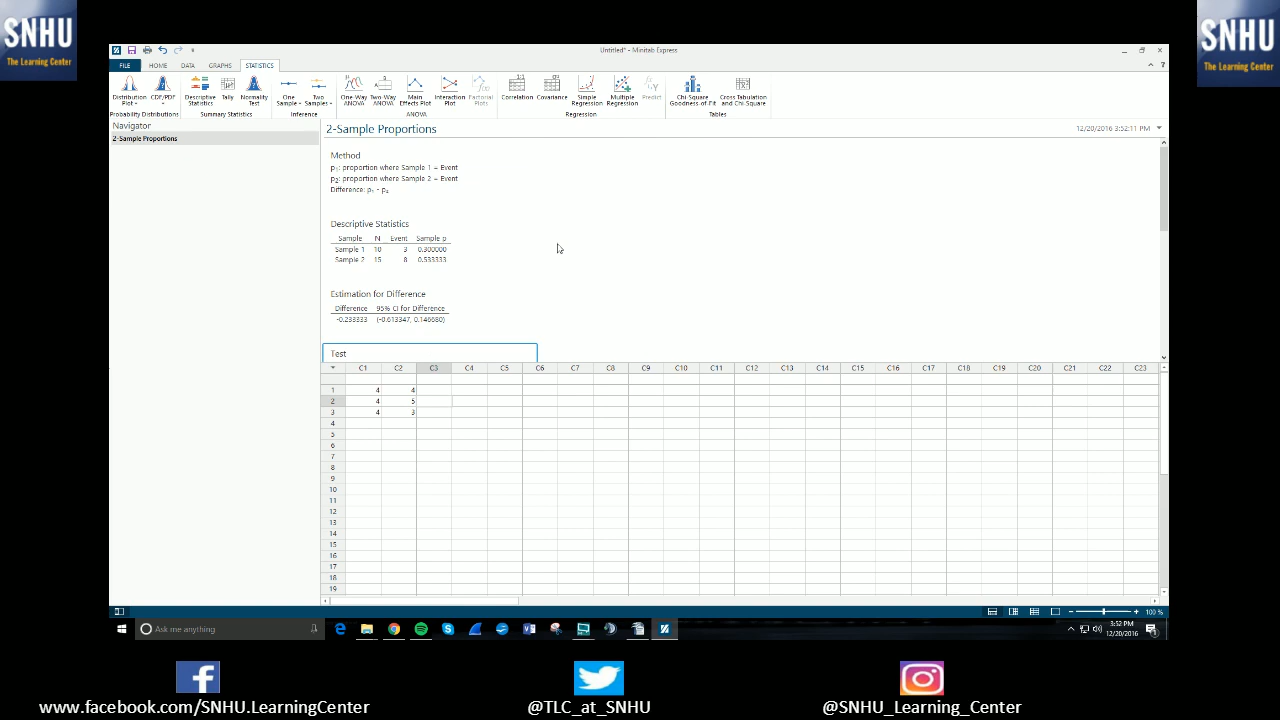 SNHU
The Learning Center
SNHU
The Learning Center
Untitled* - Minitab Express
FILE HOME DATA GRAPHS STATISTICS
Distribution Plot CDF/PDF Descriptive Statistics Tally Normality Test One Sample Two Samples One-Way ANOVA Two-Way ANOVA Main Effects Plot Interaction Plot Factorial Plots Correlation Covariance Simple Regression Multiple Regression Predict Chi-Square Goodness-of-Fit Cross Tabulation and Chi-Square
Probability Distributions Summary Statistics Inference ANOVA Regression Tables
Navigator
2-Sample Proportions
2-Sample Proportions 12/20/2016 3:52:11 PM
Method
p₁: proportion where Sample 1 = Event
p₂: proportion where Sample 2 = Event
Difference: p₁ - p₂
Descriptive Statistics
Sample N Event Sample p
Sample 1 10 3 0.300000
Sample 2 15 8 0.533333
Estimation for Difference
Difference 95% CI for Difference
-0.233333 (-0.613347, 0.146680)
Test
C1 C2 C3 C4 C5 C6 C7 C8 C9 C10 C11 C12 C13 C14 C15 C16 C17 C18 C19 C20 C21 C22 C23
1 4 4
2 4 5
3 4 3
4
5
6
7
8
9
10
11
12
13
14
15
16
17
18
19
100 %
Ask me anything
3:52 PM
12/20/2016
www.facebook.com/SNHU.LearningCenter
@TLC_at_SNHU
@SNHU_Learning_Center